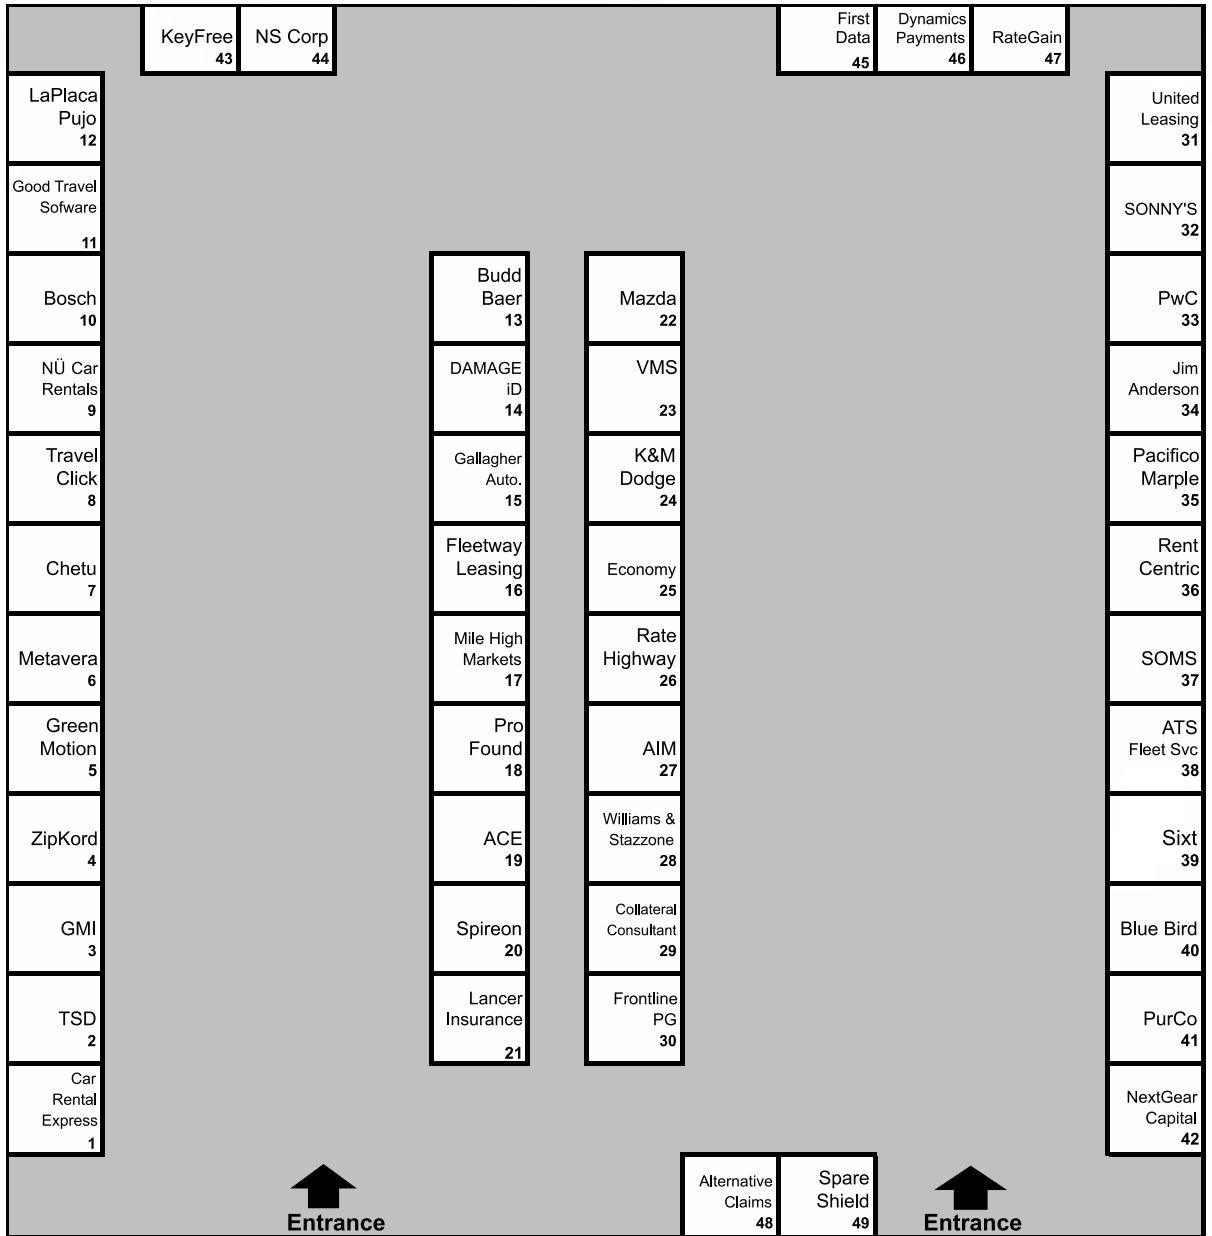 KeyFree
43
NS Corp
44
First
Data
45
Dynamics
Payments
46
RateGain
47
LaPlaca
Pujo
12
Good Travel
Sofware
11
Bosch
10
NÜ Car
Rentals
9
Travel
Click
8
Chetu
7
Metavera
6
Green
Motion
5
ZipKord
4
GMI
3
TSD
2
Car
Rental
Express
1
Budd
Baer
13
DAMAGE
iD
14
Gallagher
Auto.
15
Fleetway
Leasing
16
Mile High
Markets
17
Pro
Found
18
ACE
19
Spireon
20
Lancer
Insurance
21
Mazda
22
VMS
23
K&M
Dodge
24
Economy
25
Rate
Highway
26
AIM
27
Williams &
Stazzone
28
Collateral
Consultant
29
Frontline
PG
30
United
Leasing
31
SONNY'S
32
PwC
33
Jim
Anderson
34
Pacifico
Marple
35
Rent
Centric
36
SOMS
37
ATS
Fleet Svc
38
Sixt
39
Blue Bird
40
PurCo
41
NextGear
Capital
42
Entrance
Alternative
Claims
48
Spare
Shield
49
Entrance